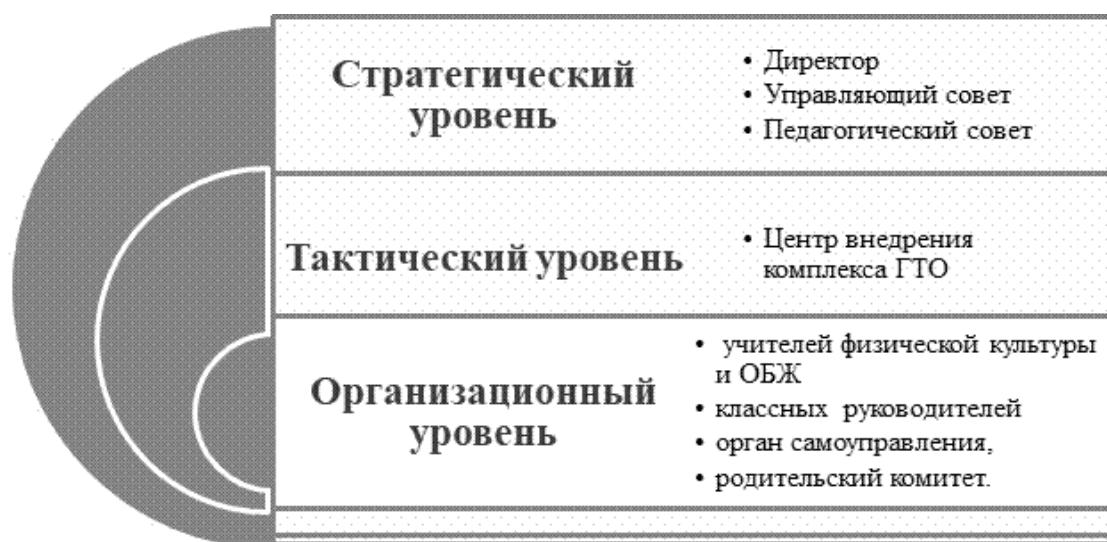 Стратегический
уровень
• Директор
• Управляющий совет
• Педагогический совет
Тактический уровень
• Центр внедрения
комплекса ГТО
Организационный
уровень
• учителей физической культуры
и ОБЖ
• классных руководителей
• орган самоуправления,
• родительский комитет.